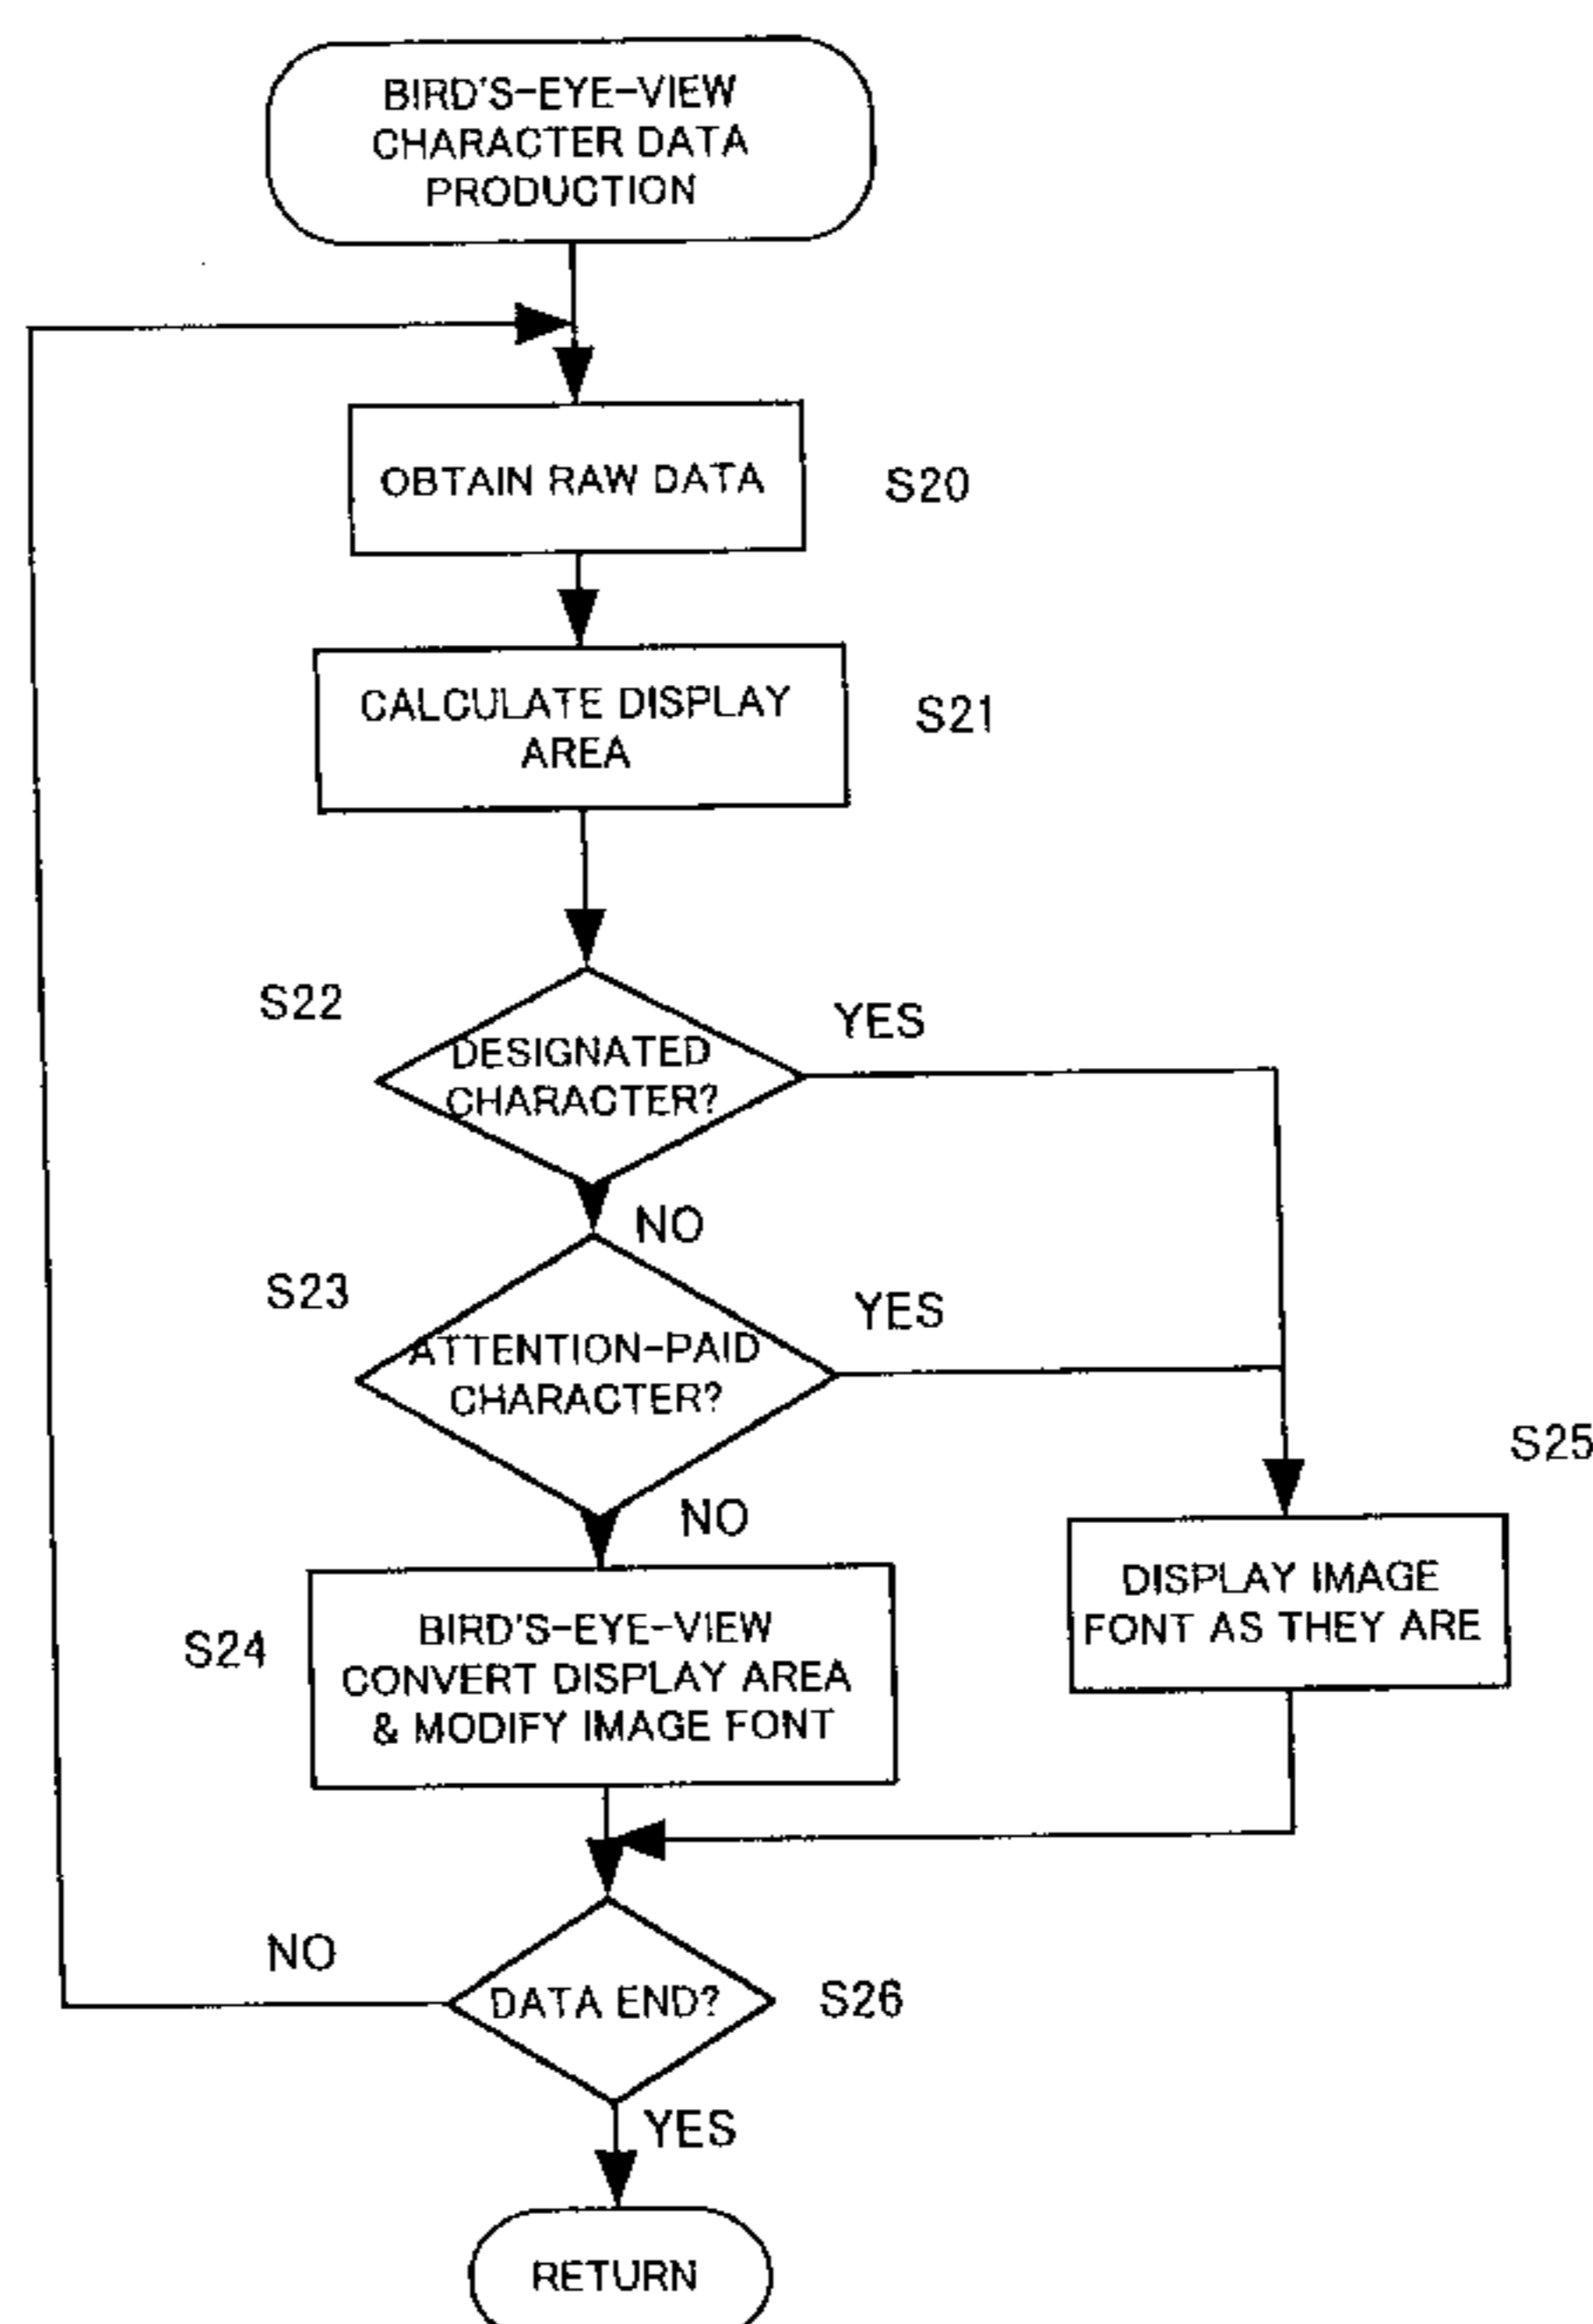 BIRD'S-EYE-VIEW
CHARACTER DATA
PRODUCTION
OBTAIN RAW DATA
S20
CALCULATE DISPLAY
AREA
S21
S22
DESIGNATED
CHARACTER?
YES
NO
S23
ATTENTION-PAID
CHARACTER?
YES
NO
S25
DISPLAY IMAGE
FONT AS THEY ARE
S24
BIRD'S-EYE-VIEW
CONVERT DISPLAY AREA
& MODIFY IMAGE FONT
NO
DATA END?
S26
YES
RETURN